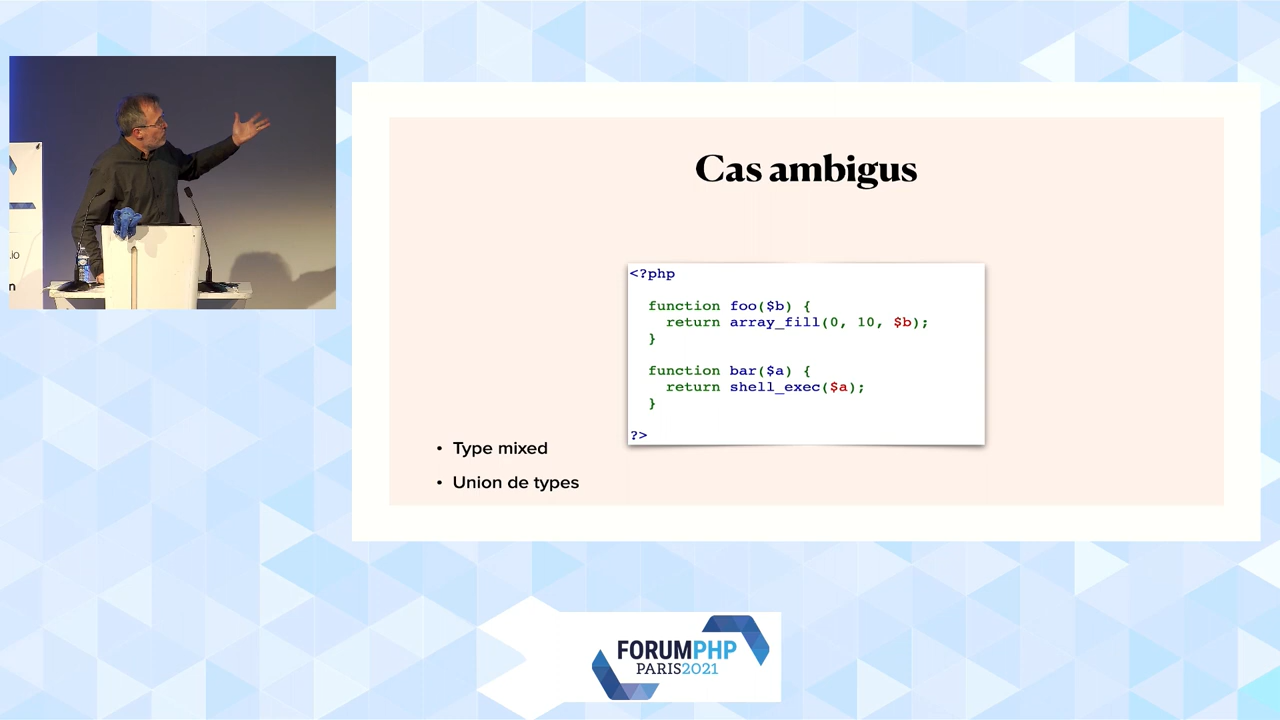 .io
n
Cas ambigus
<?php
function foo($b) {
return array_fill(0, 10, $b);
}
function bar($a) {
return shell_exec($a);
}
?>
• Type mixed
• Union de types
FORUMPHP
PARIS2021